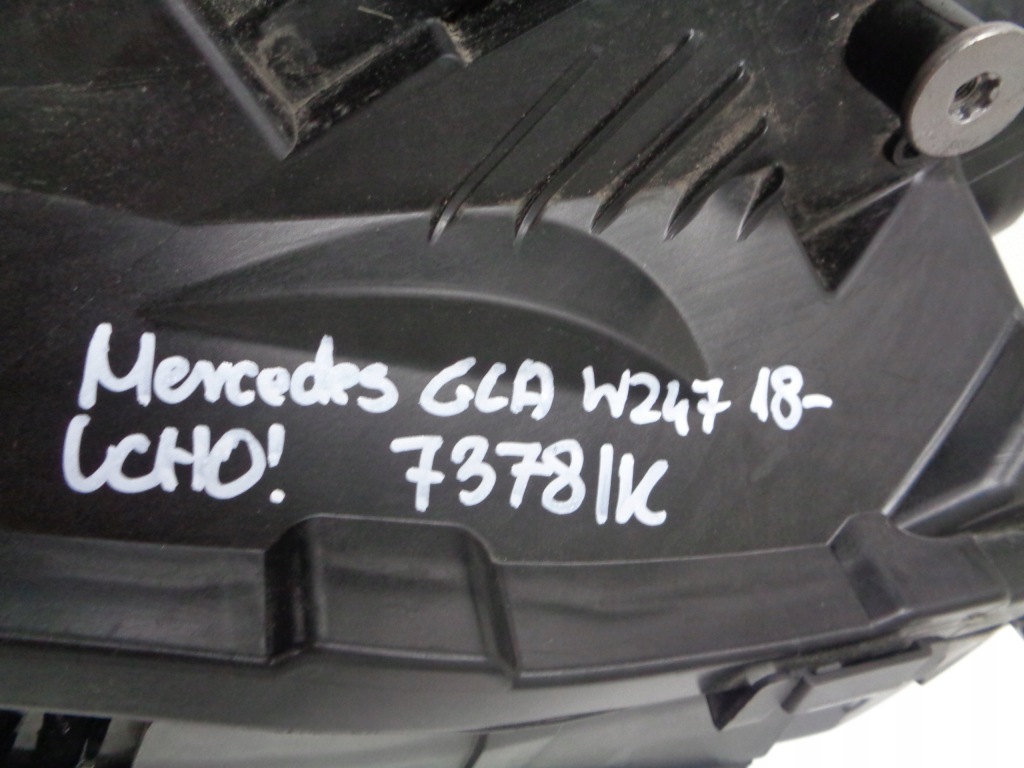 Mercedes GLA W247 18-
UCHO! 7378/K